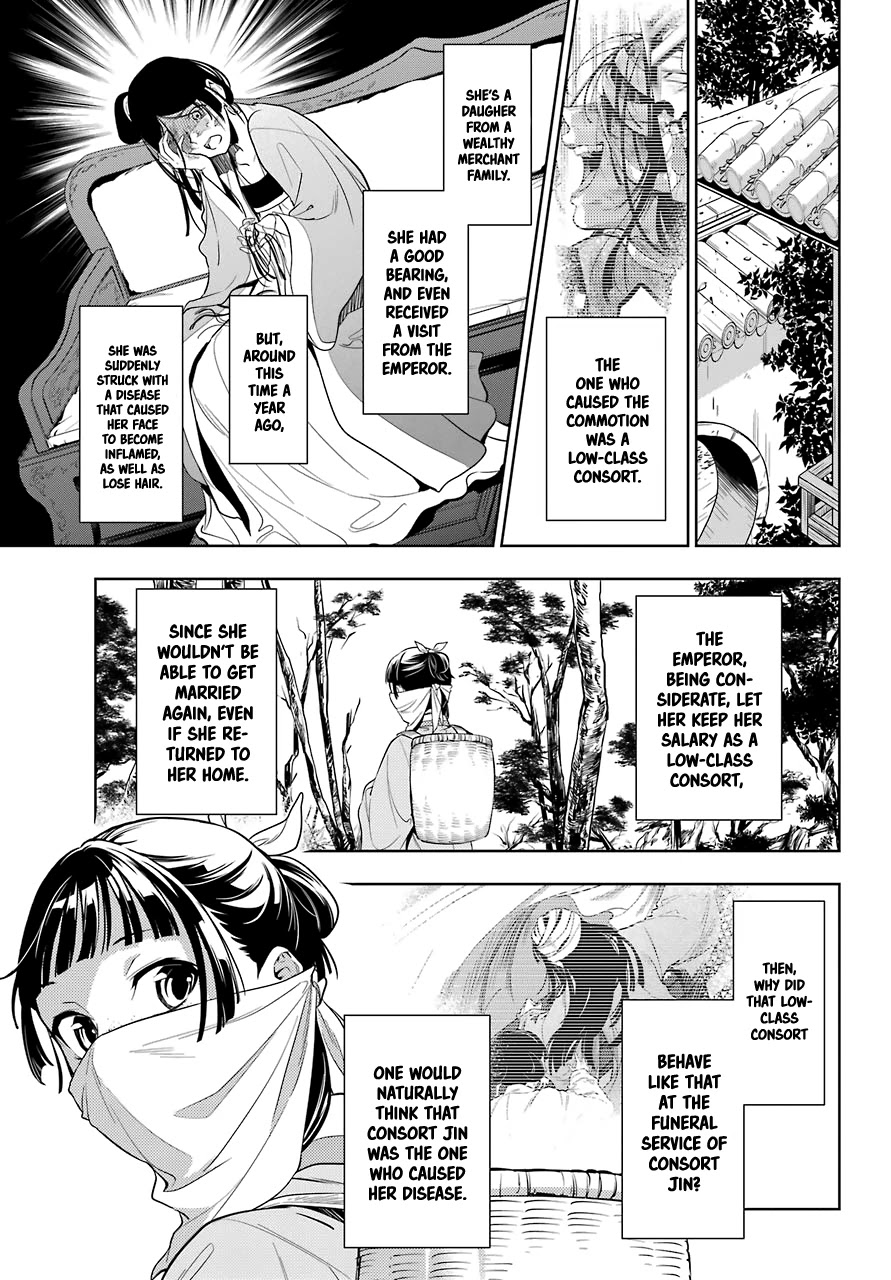 THE
ONE WHO
CAUSED THE
COMMOTION
WAS A
LOW-CLASS
CONSORT.
SHE'S A
DAUGHER
FROM A
WEALTHY
MERCHANT
FAMILY.
SHE HAD
A GOOD
BEARING,
AND EVEN
RECEIVED
A VISIT
FROM THE
EMPEROR.
BUT,
AROUND
THIS
TIME A
YEAR
AGO,
SHE WAS
SUDDENLY
STRUCK WITH
A DISEASE
THAT CAUSED
HER FACE
TO BECOME
INFLAMED,
AS WELL AS
LOSE HAIR.
THE
EMPEROR,
BEING CON-
SIDERATE, LET
HER KEEP HER
SALARY AS A
LOW-CLASS
CONSORT,
SINCE SHE
WOULDN'T BE
ABLE TO GET
MARRIED
AGAIN, EVEN
IF SHE RE-
TURNED TO
HER HOME.
THEN,
WHY DID
THAT LOW-
CLASS
CONSORT
BEHAVE
LIKE THAT
AT THE
FUNERAL
SERVICE OF
CONSORT
JIN?
ONE WOULD
NATURALLY
THINK THAT
CONSORT JIN
WAS THE ONE
WHO CAUSED
HER DISEASE.